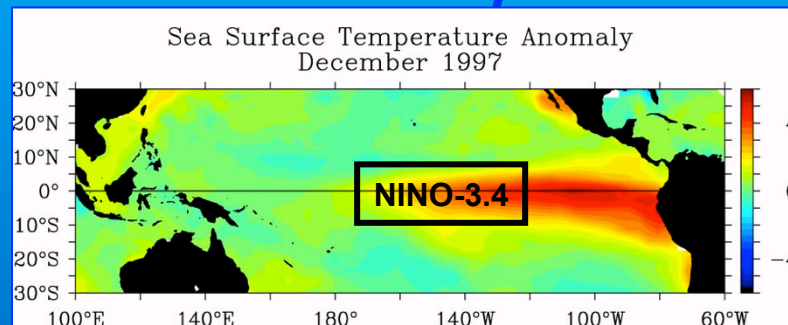 Sea Surface Temperature Anomaly
December 1997
30°N
20°N
10°N
0°
10°S
20°S
30°S
NINO-3.4
100°E 140°E 180° 140°W 100°W 60°W